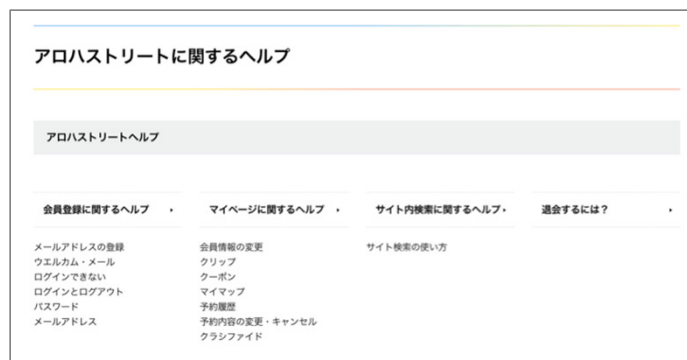 アロハストリートに関するヘルプ
アロハストリートヘルプ
会員登録に関するヘルプ
メールアドレスの登録
ウエルカム・メール
ログインできない
ログインとログアウト
パスワード
メールアドレス
マイページに関するヘルプ
会員情報の変更
クリップ
クーポン
マイマップ
予約履歴
予約内容の変更・キャンセル
クラシファイド
サイト内検索に関するヘルプ
サイト検索の使い方
退会するには？